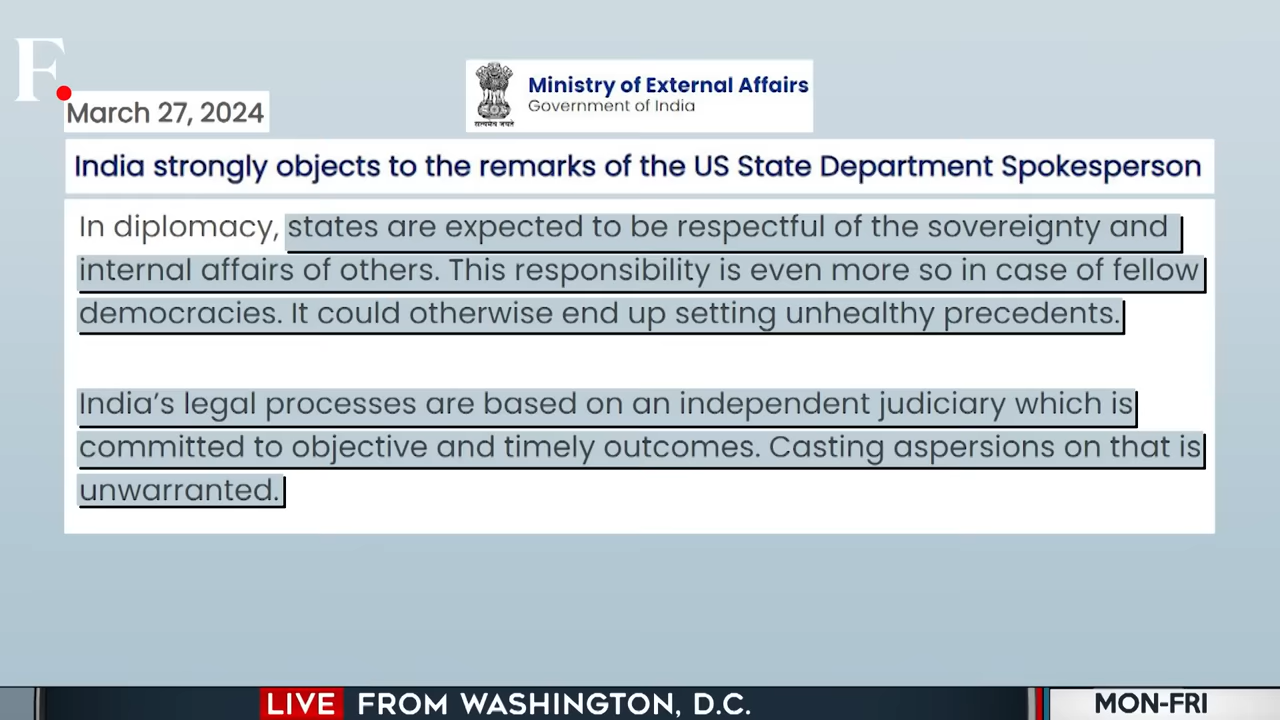 F.
March 27, 2024
सत्यमेव जयते
Ministry of External Affairs
Government of India
India strongly objects to the remarks of the US State Department Spokesperson
In diplomacy, states are expected to be respectful of the sovereignty and
internal affairs of others. This responsibility is even more so in case of fellow
democracies. It could otherwise end up setting unhealthy precedents.
India’s legal processes are based on an independent judiciary which is
committed to objective and timely outcomes. Casting aspersions on that is
unwarranted.
LIVE FROM WASHINGTON, D.C.
MON-FRI